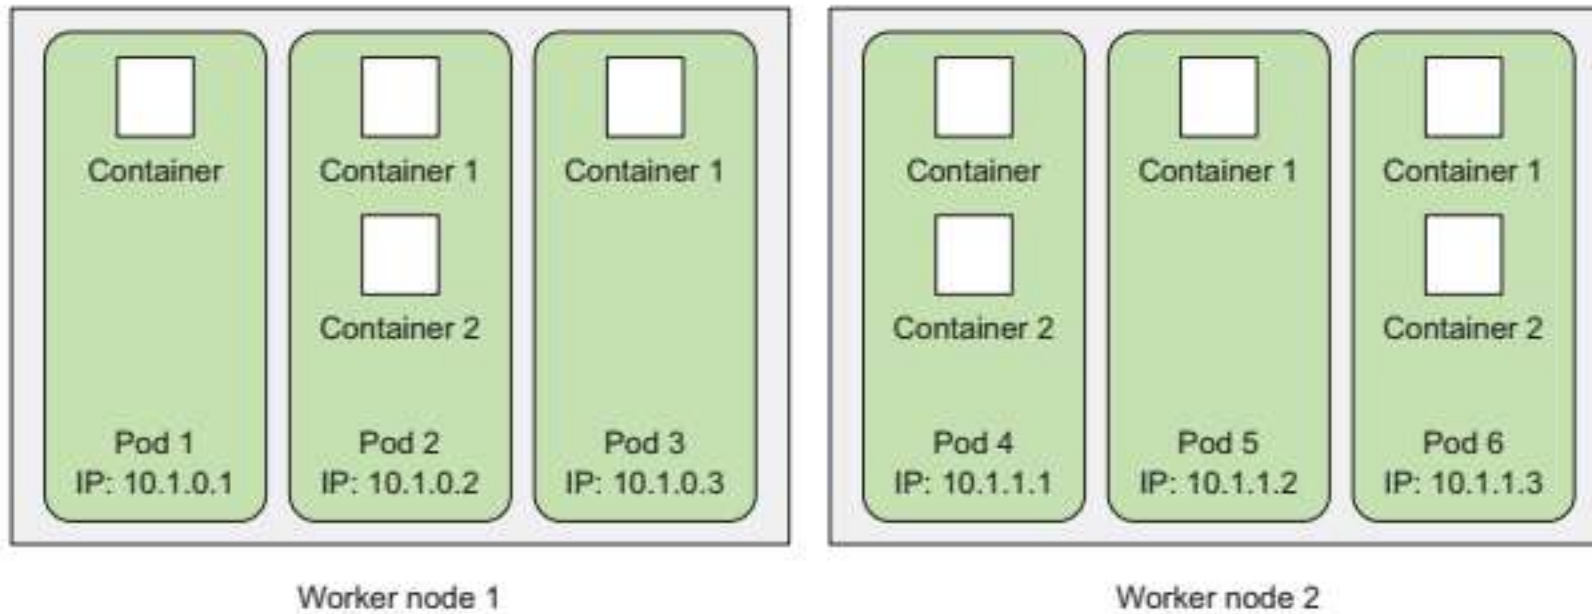 Container
Container 1
Container 2
Container 1
Pod 1
IP: 10.1.0.1
Pod 2
IP: 10.1.0.2
Pod 3
IP: 10.1.0.3
Worker node 1
Container
Container 2
Container 1
Container 1
Container 2
Pod 4
IP: 10.1.1.1
Pod 5
IP: 10.1.1.2
Pod 6
IP: 10.1.1.3
Worker node 2